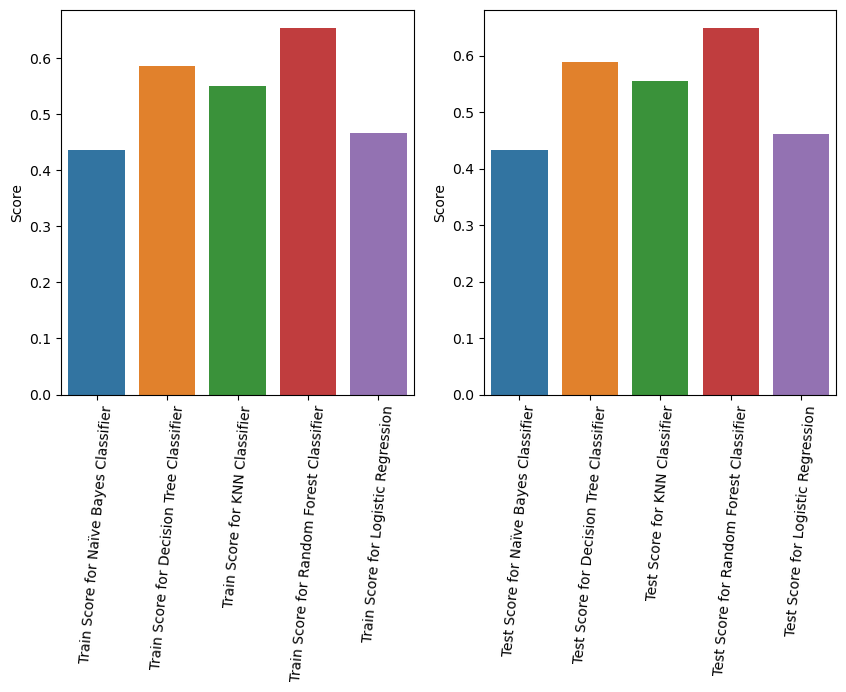 Score
0.6
0.5
0.4
0.3
0.2
0.1
0.0
Train Score for Naïve Bayes Classifier
Train Score for Decision Tree Classifier
Train Score for KNN Classifier
Train Score for Random Forest Classifier
Train Score for Logistic Regression
Score
0.6
0.5
0.4
0.3
0.2
0.1
0.0
Test Score for Naïve Bayes Classifier
Test Score for Decision Tree Classifier
Test Score for KNN Classifier
Test Score for Random Forest Classifier
Test Score for Logistic Regression